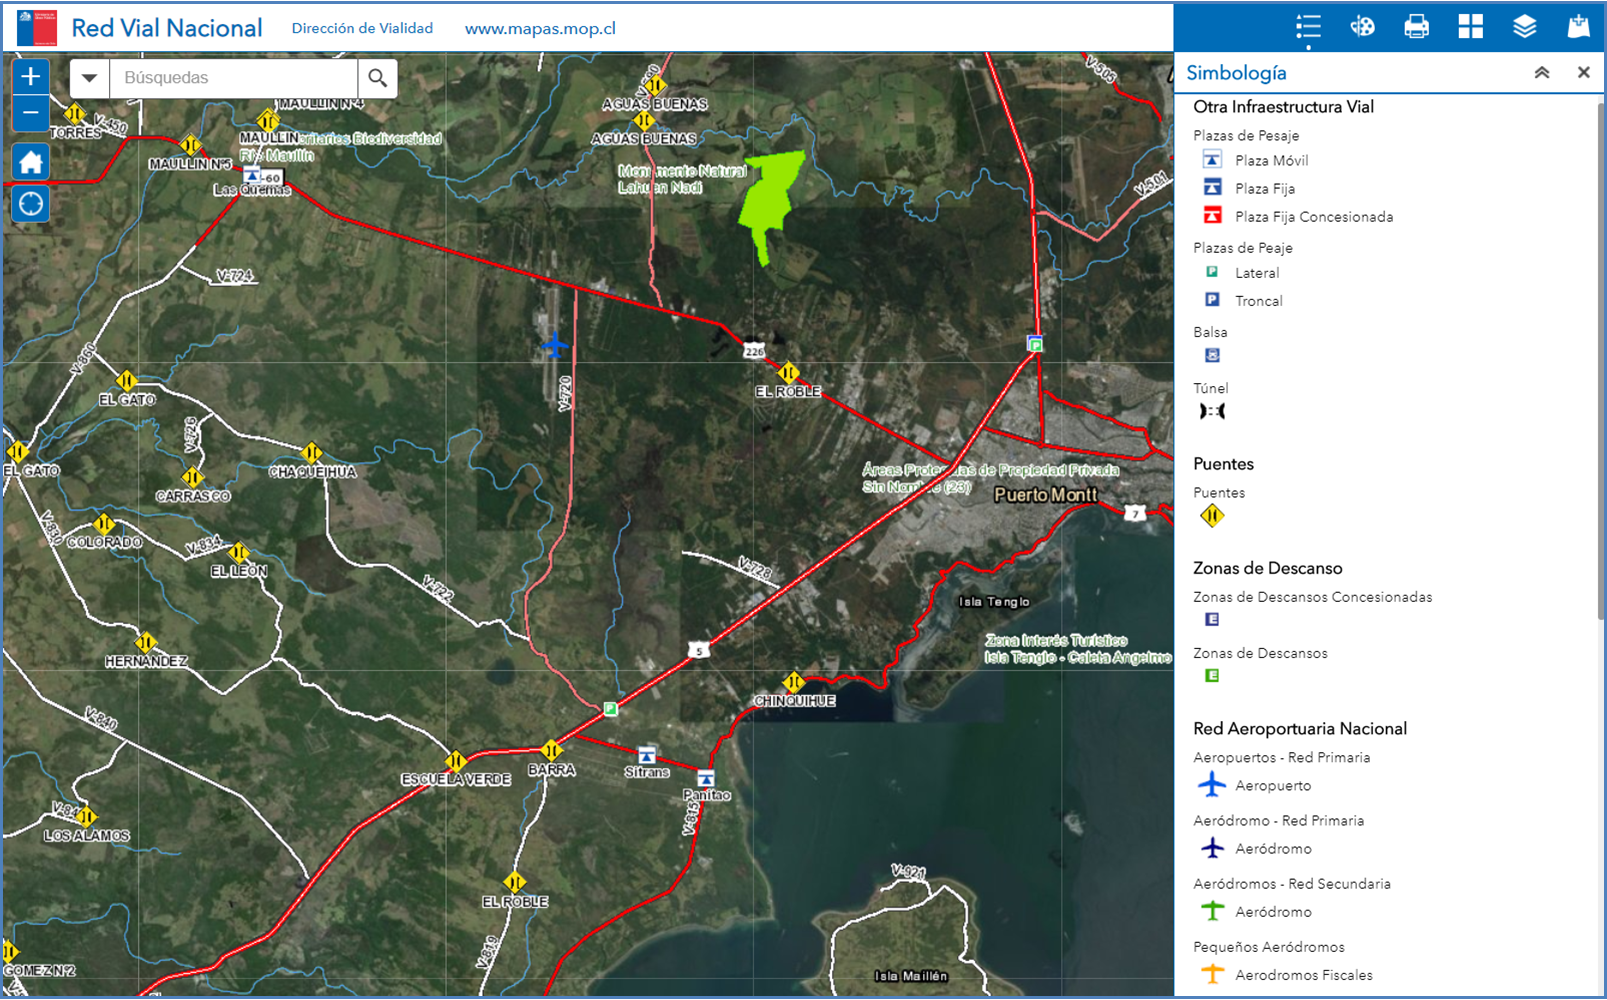 Red Vial Nacional
Dirección de Vialidad
www.mapas.mop.cl
Búsquedas
Simbología
Otra Infraestructura Vial
Plazas de Pesaje
Plaza Móvil
Plaza Fija
Plaza Fija Concesionada
Plazas de Peaje
Lateral
Troncal
Balsa
Túnel
Puentes
Puentes
Zonas de Descanso
Zonas de Descansos Concesionadas
Zonas de Descansos
Red Aeroportuaria Nacional
Aeropuertos - Red Primaria
Aeropuerto
Aeródromo - Red Primaria
Aeródromo
Aeródromos - Red Secundaria
Aeródromo
Pequeños Aeródromos
Aerodromos Fiscales
MAULLIN N°4
TORRES
V-450
MAULLIN
MAULLIN N°5
Río Maullín
-60
Las Quemas
AGUAS BUENAS
AGUAS BUENAS
Monumento Natural
Lahuen Nadi
V-505
V-501
V-724
V-860
226
EL ROBLE
V-720
EL GATO
V-726
EL GATO
CHAQUEIHUA
CARRASCO
Áreas Protegidas de Propiedad Privada
Sin Nombre (23)
Puerto Montt
7
COLORADO
V-834
EL LEON
V-722
V-728
Isla Tenglo
Zona Interés Turístico
Isla Tenglo - Caleta Angelmo
HERNANDEZ
5
CHINQUIHUE
V-840
ESCUELA VERDE
BARRA
Sitrans
Panitao
V-815
LOS ALAMOS
EL ROBLE
V-921
V-819
GOMEZ N°2
Isla Maillén